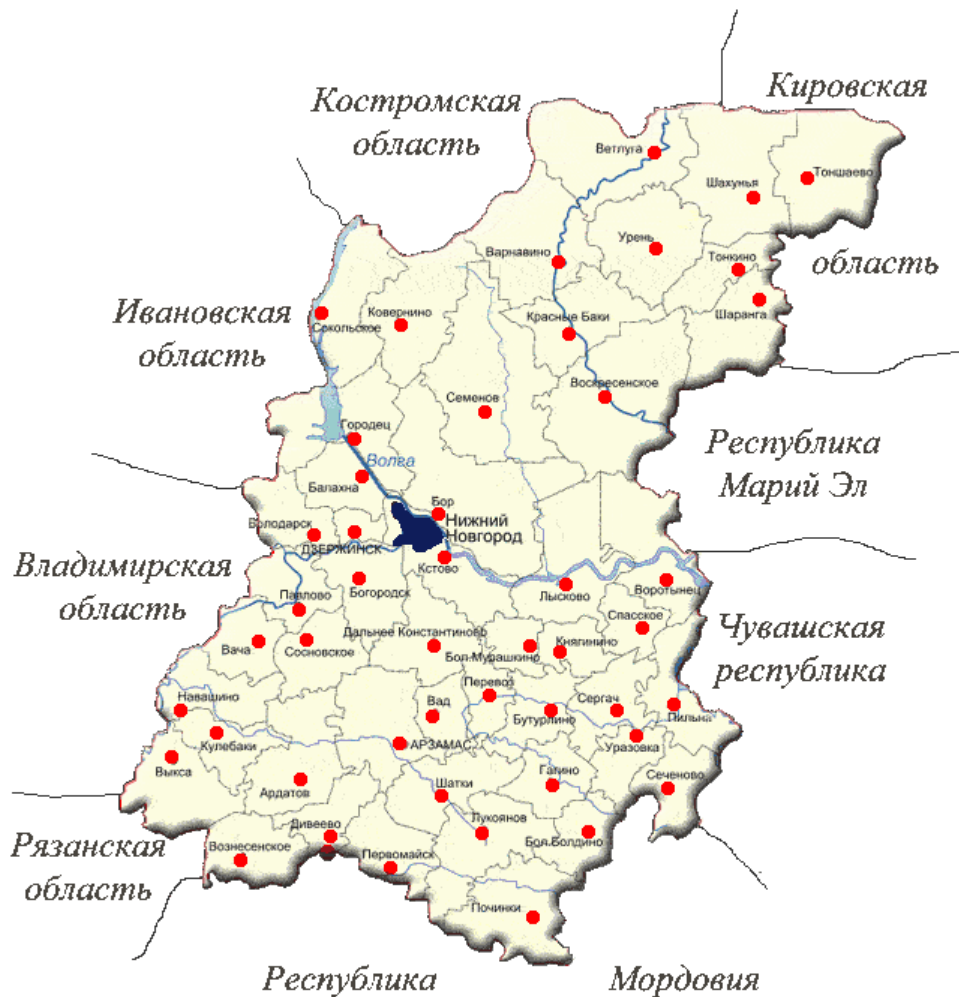 Кировская
Костромская
область
Ветлуга
Тоншаево
Шахунья
Урень
Варнавино
Тонкино
область
Шаранга
Ивановская
область
Ковернино
Сокольское
Красные Баки
Воскресенское
Семенов
Городец
Республика
Марий Эл
Волга
Балахна
Бор
Нижний
Новгород
Володарск
ДЗЕРЖИНСК
Кстово
Владимирская
область
Богородск
Лысково
Воротынец
Павлово
Спасское
Чувашская
республика
Дальнее Константиново
Княгинино
Вача
Сосновское
Бол.Мурашкино
Навашино
Перевоз
Вад
Сергач
Бутурлино
Пильна
Кулебаки
АРЗАМАС
Уразовка
Выкса
Гагино
Сеченово
Ардатов
Шатки
Лукоянов
Дивеево
Бол.Болдино
Рязанская
область
Вознесенское
Первомайск
Починки
Республика
Мордовия